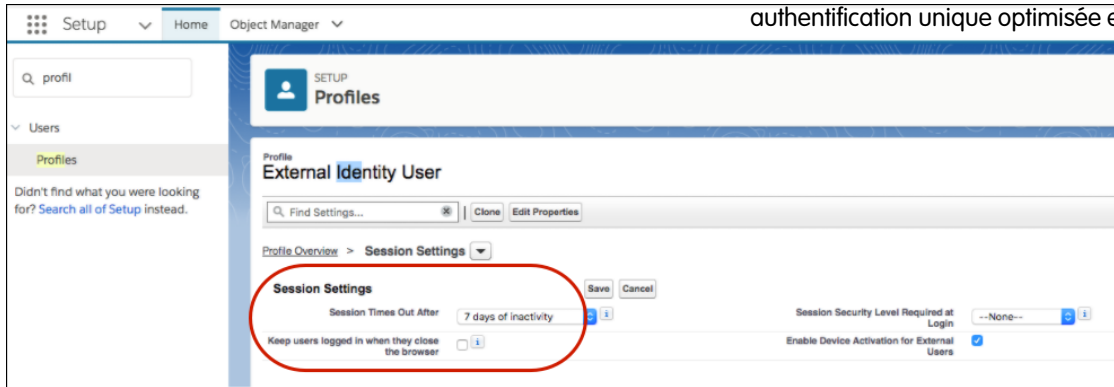 authentification unique optimisée e
Setup
Home
Object Manager
profil
Users
Profiles
Didn't find what you were looking
for? Search all of Setup instead.
SETUP
Profiles
Profile
External Identity User
Find Settings...
Clone
Edit Properties
Profile Overview > Session Settings
Session Settings
Save
Cancel
Session Times Out After
7 days of inactivity
Keep users logged in when they close
the browser
Session Security Level Required at
Login
--None--
Enable Device Activation for External
Users